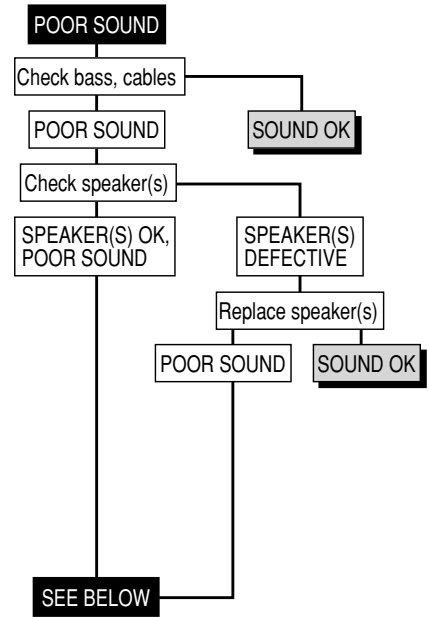 POOR SOUND
Check bass, cables
POOR SOUND
SOUND OK
Check speaker(s)
SPEAKER(S) OK,
POOR SOUND
SPEAKER(S)
DEFECTIVE
Replace speaker(s)
POOR SOUND
SOUND OK
SEE BELOW